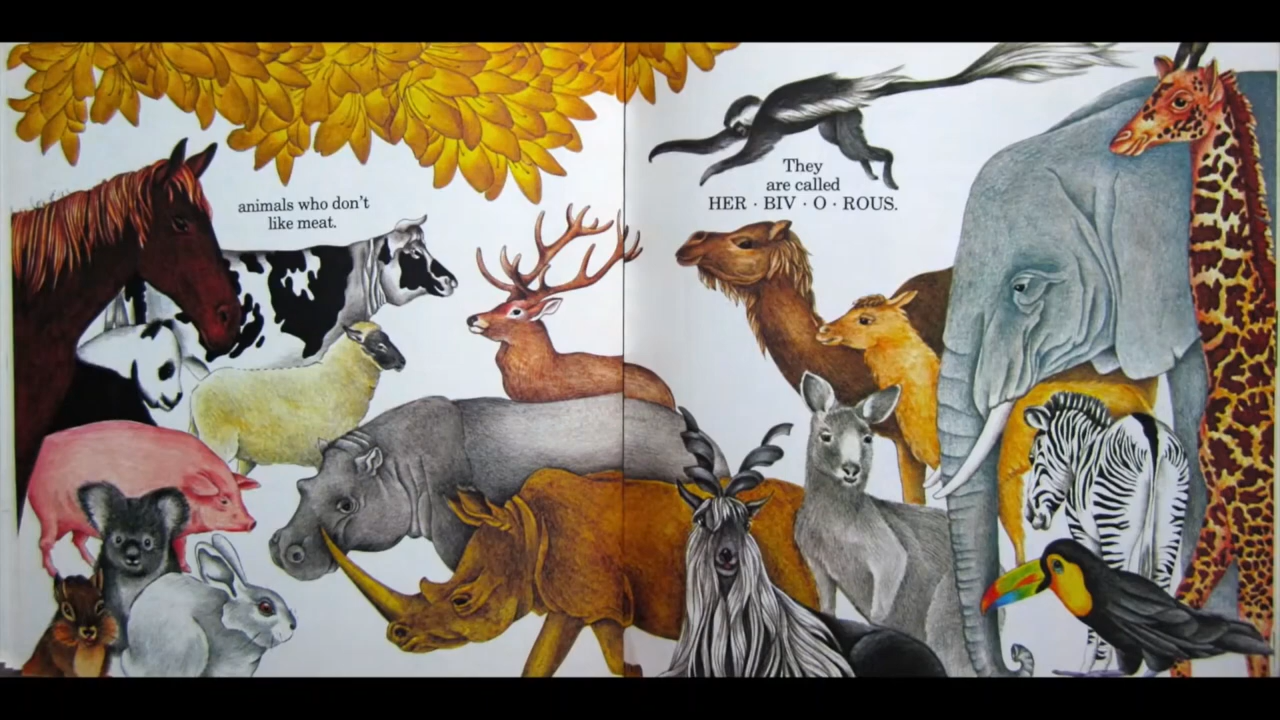 animals who don't
like meat.
They
are called
HER · BIV · O · ROUS.